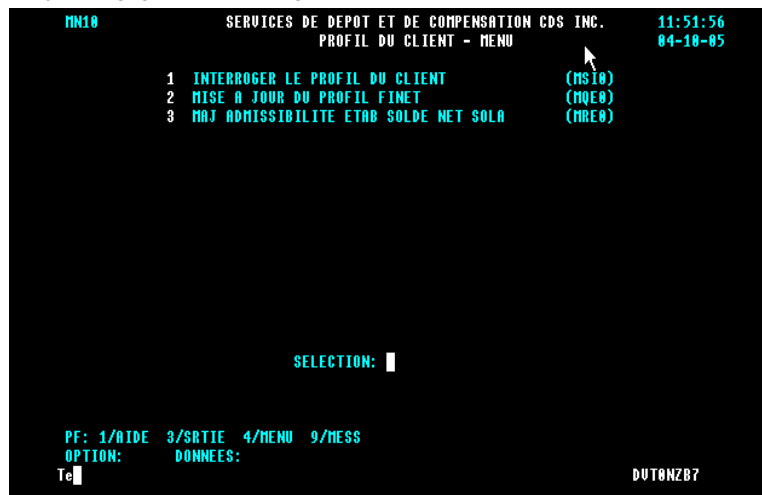 MN10 SERVICES DE DEPOT ET DE COMPENSATION CDS INC. 11:51:56
PROFIL DU CLIENT - MENU 04-10-05
1 INTERROGER LE PROFIL DU CLIENT (MSI0)
2 MISE A JOUR DU PROFIL FINET (MQE0)
3 MAJ ADMISSIBILITE ETAB SOLDE NET SOLA (MRE0)
SELECTION:
PF: 1/AIDE 3/SRTIE 4/MENU 9/MESS
OPTION: DONNEES:
Te DVT0NZB7